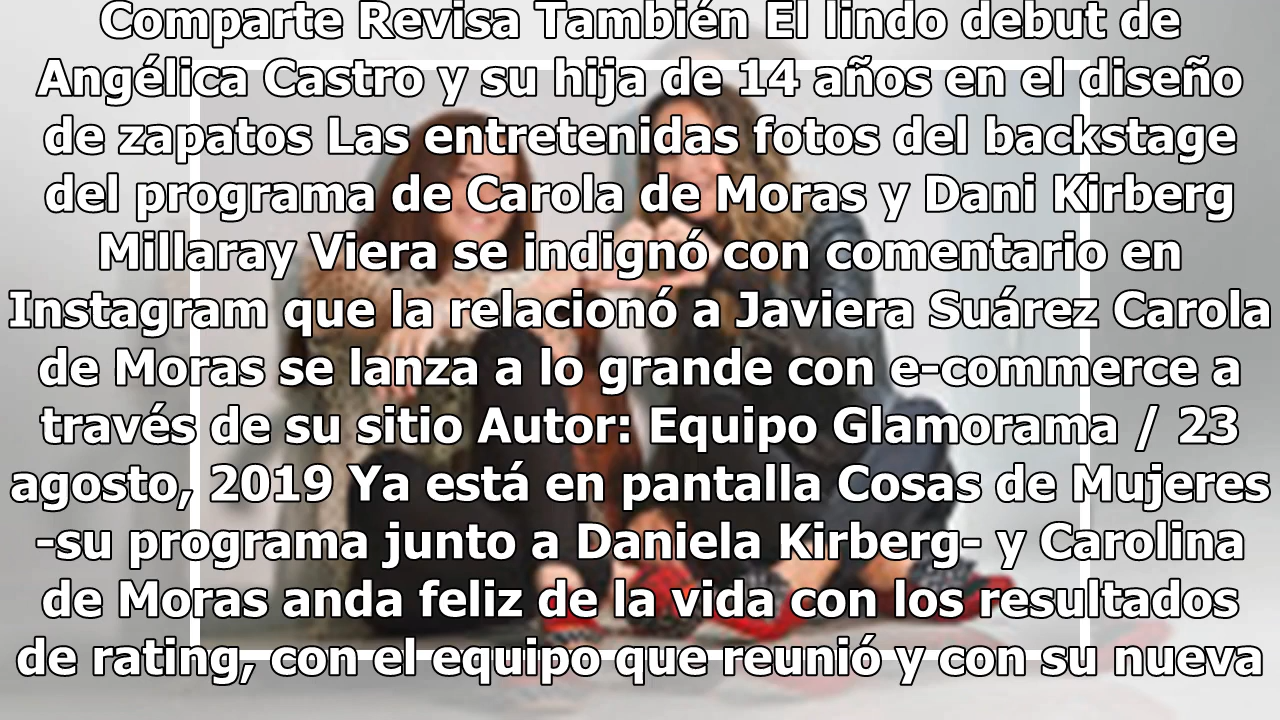 Comparte Revisa También El lindo debut de
Angélica Castro y su hija de 14 años en el diseño
de zapatos Las entretenidas fotos del backstage
del programa de Carola de Moras y Dani Kirberg
Millaray Viera se indignó con comentario en
Instagram que la relacionó a Javiera Suárez Carola
de Moras se lanza a lo grande con e-commerce a
través de su sitio Autor: Equipo Glamorama / 23
agosto, 2019 Ya está en pantalla Cosas de Mujeres
-su programa junto a Daniela Kirberg- y Carolina
de Moras anda feliz de la vida con los resultados
de rating, con el equipo que reunió y con su nueva